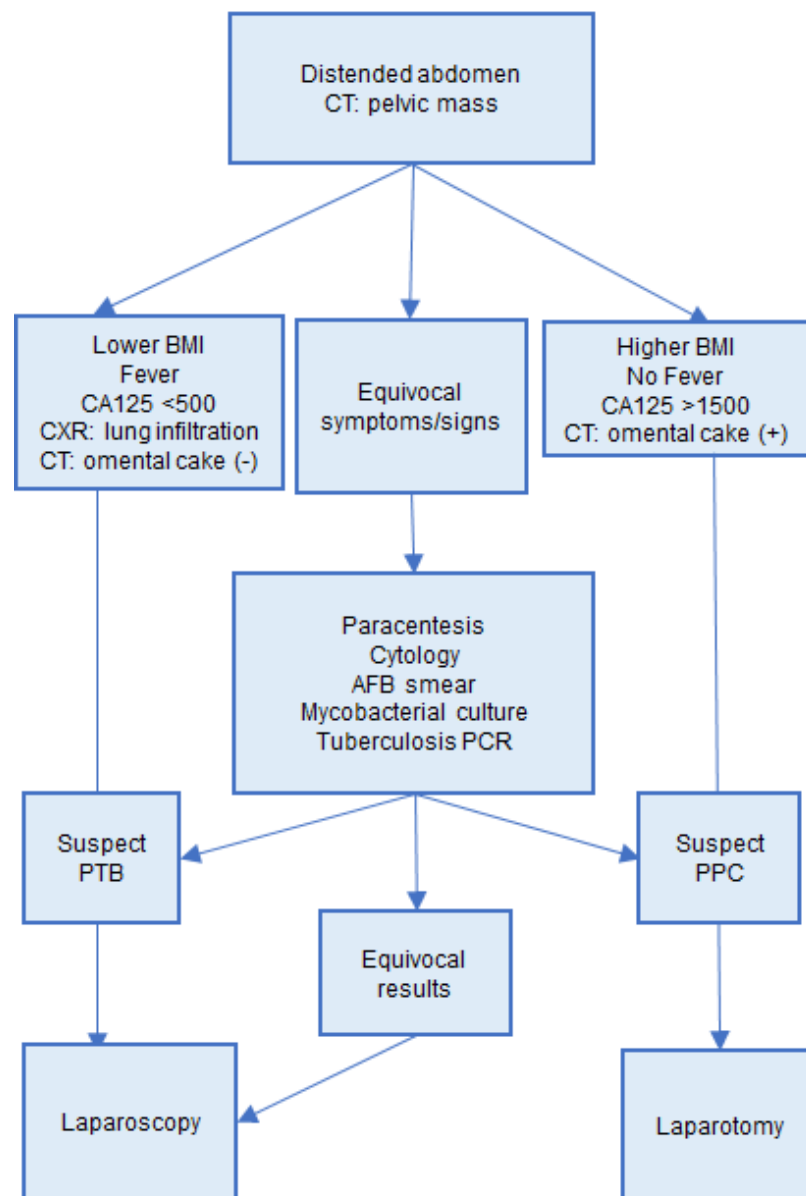 Distended abdomen
CT: pelvic mass
Lower BMI
Fever
CA125 <500
CXR: lung infiltration
CT: omental cake (-)
Equivocal
symptoms/signs
Higher BMI
No Fever
CA125 >1500
CT: omental cake (+)
Paracentesis
Cytology
AFB smear
Mycobacterial culture
Tuberculosis PCR
Suspect
PTB
Equivocal
results
Suspect
PPC
Laparoscopy
Laparotomy